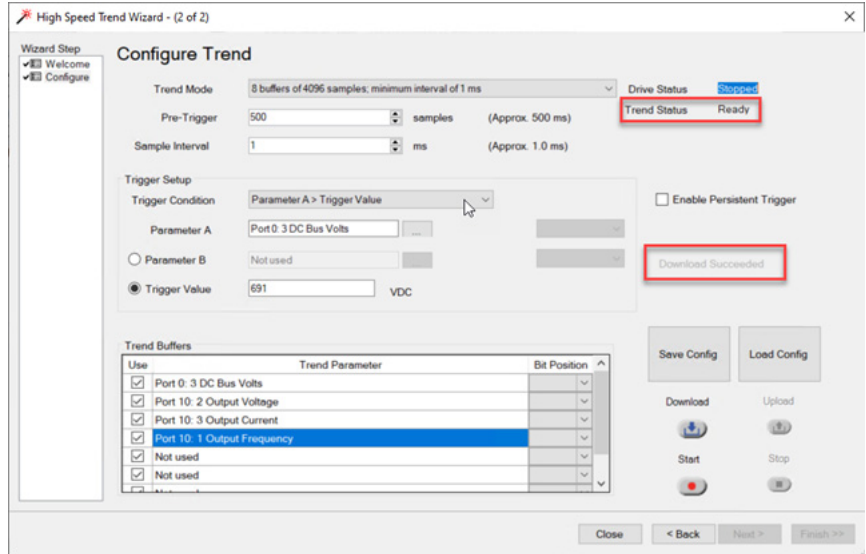 High Speed Trend Wizard - (2 of 2)
Wizard Step
Welcome
Configure
Configure Trend
Trend Mode 8 buffers of 4096 samples; minimum interval of 1 ms Drive Status Stopped
Pre-Trigger 500 samples (Approx. 500 ms) Trend Status Ready
Sample Interval 1 ms (Approx. 1.0 ms)
Trigger Setup
Trigger Condition Parameter A > Trigger Value Enable Persistent Trigger
Parameter A Port 0: 3 DC Bus Volts ...
Parameter B Not used ... Download Succeeded
Trigger Value 691 VDC
Trend Buffers
Use Trend Parameter Bit Position
Port 0: 3 DC Bus Volts
Port 10: 2 Output Voltage
Port 10: 3 Output Current
Port 10: 1 Output Frequency
Not used
Not used
Save Config Load Config
Download Upload
Start Stop
Close < Back Next > Finish >>